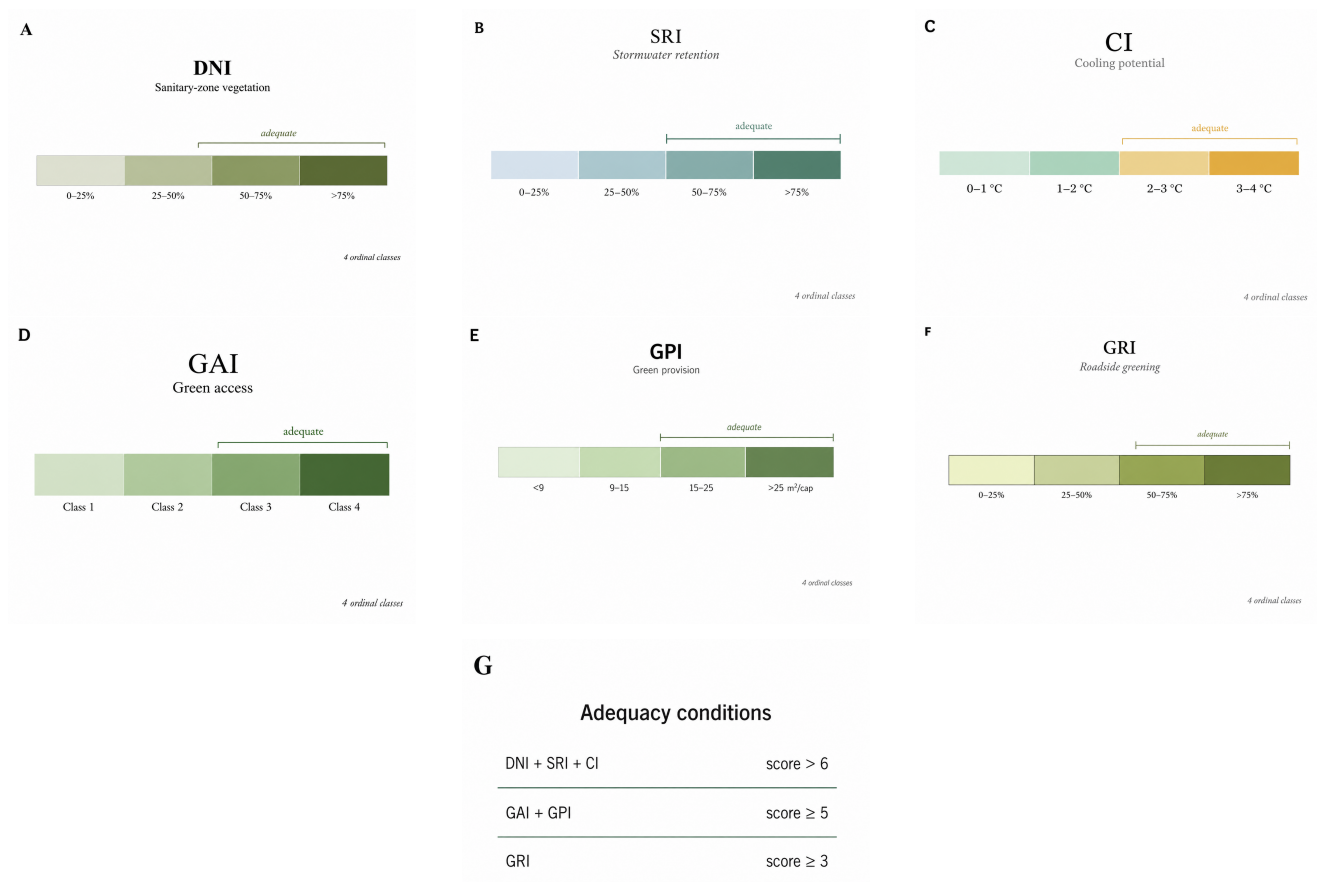 A
DNI
Sanitary-zone vegetation
adequate
0–25% 25–50% 50–75% >75%
4 ordinal classes
B
SRI
Stormwater retention
adequate
0–25% 25–50% 50–75% >75%
4 ordinal classes
C
CI
Cooling potential
adequate
0–1 °C 1–2 °C 2–3 °C 3–4 °C
4 ordinal classes
D
GAI
Green access
adequate
Class 1 Class 2 Class 3 Class 4
4 ordinal classes
E
GPI
Green provision
adequate
<9 9–15 15–25 >25 m²/cap
4 ordinal classes
F
GRI
Roadside greening
adequate
0–25% 25–50% 50–75% >75%
4 ordinal classes
G
Adequacy conditions
DNI + SRI + CI score > 6
GAI + GPI score ≥ 5
GRI score ≥ 3